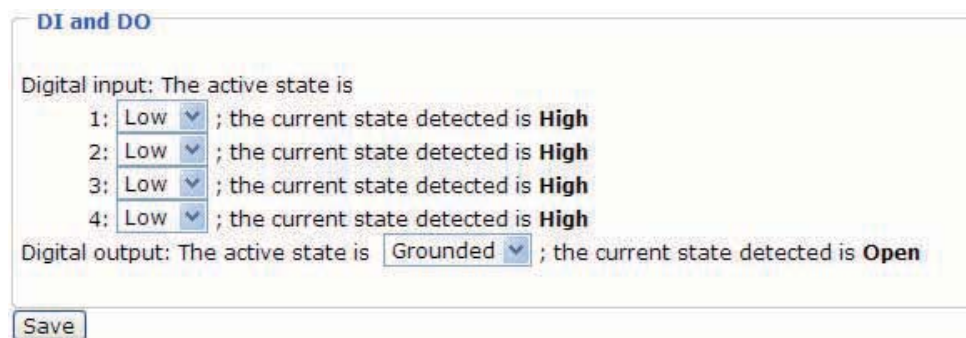 DI and DO
Digital input: The active state is
1: Low ; the current state detected is High
2: Low ; the current state detected is High
3: Low ; the current state detected is High
4: Low ; the current state detected is High
Digital output: The active state is Grounded ; the current state detected is Open
Save